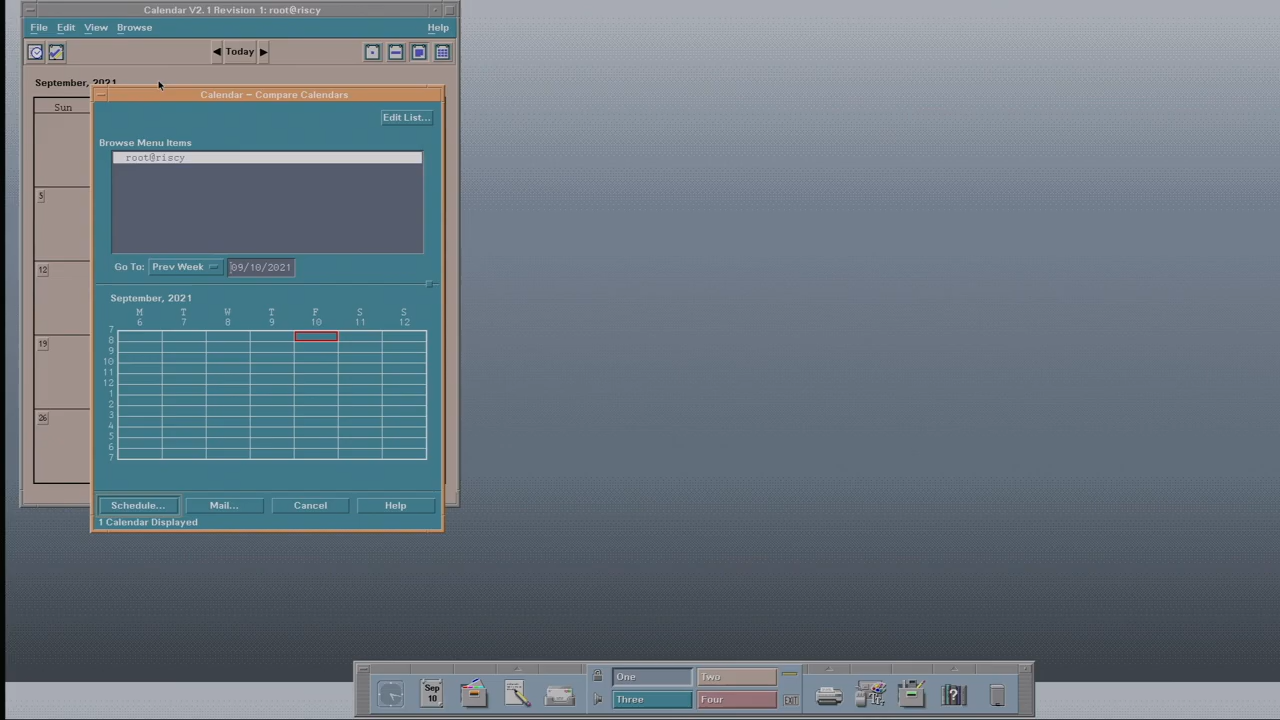 Calendar V2.1 Revision 1: root@riscy
File Edit View Browse Help
Today
September, 2021
Sun
5
12
19
26
Calendar - Compare Calendars
Edit List...
Browse Menu Items
root@riscy
Go To: Prev Week 09/10/2021
September, 2021
M T W T F S S
6 7 8 9 10 11 12
7
8
9
10
11
12
1
2
3
4
5
6
7
Schedule... Mail... Cancel Help
1 Calendar Displayed
Sep
10
One Two
Three Four
EXIT